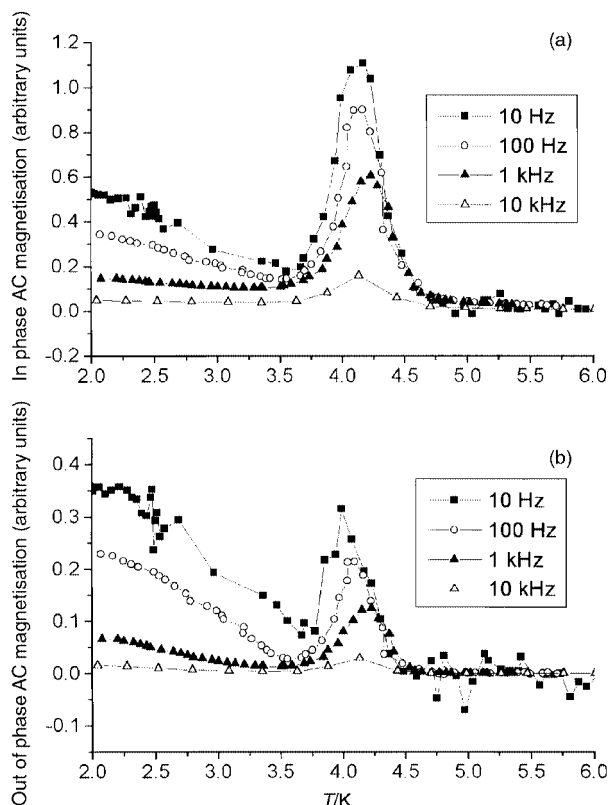 (a)
In phase AC magnetisation (arbitrary units)
1.2
1.0
0.8
0.6
0.4
0.2
0.0
-0.2
10 Hz
100 Hz
1 kHz
10 kHz
2.0 2.5 3.0 3.5 4.0 4.5 5.0 5.5 6.0
(b)
Out of phase AC magnetisation (arbitrary units)
0.4
0.3
0.2
0.1
0.0
-0.1
10 Hz
100 Hz
1 kHz
10 kHz
2.0 2.5 3.0 3.5 4.0 4.5 5.0 5.5 6.0
T/K